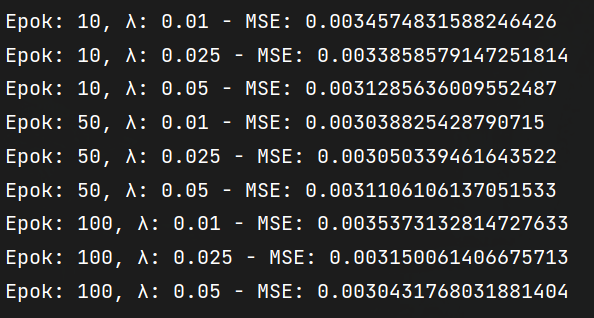 Epok: 10, λ: 0.01 - MSE: 0.0034574831588246426
Epok: 10, λ: 0.025 - MSE: 0.0033858579147251814
Epok: 10, λ: 0.05 - MSE: 0.0031285636009552487
Epok: 50, λ: 0.01 - MSE: 0.003038825428790715
Epok: 50, λ: 0.025 - MSE: 0.003050339461643522
Epok: 50, λ: 0.05 - MSE: 0.0031106106137051533
Epok: 100, λ: 0.01 - MSE: 0.0035373132814727633
Epok: 100, λ: 0.025 - MSE: 0.003150061406675713
Epok: 100, λ: 0.05 - MSE: 0.0030431768031881404